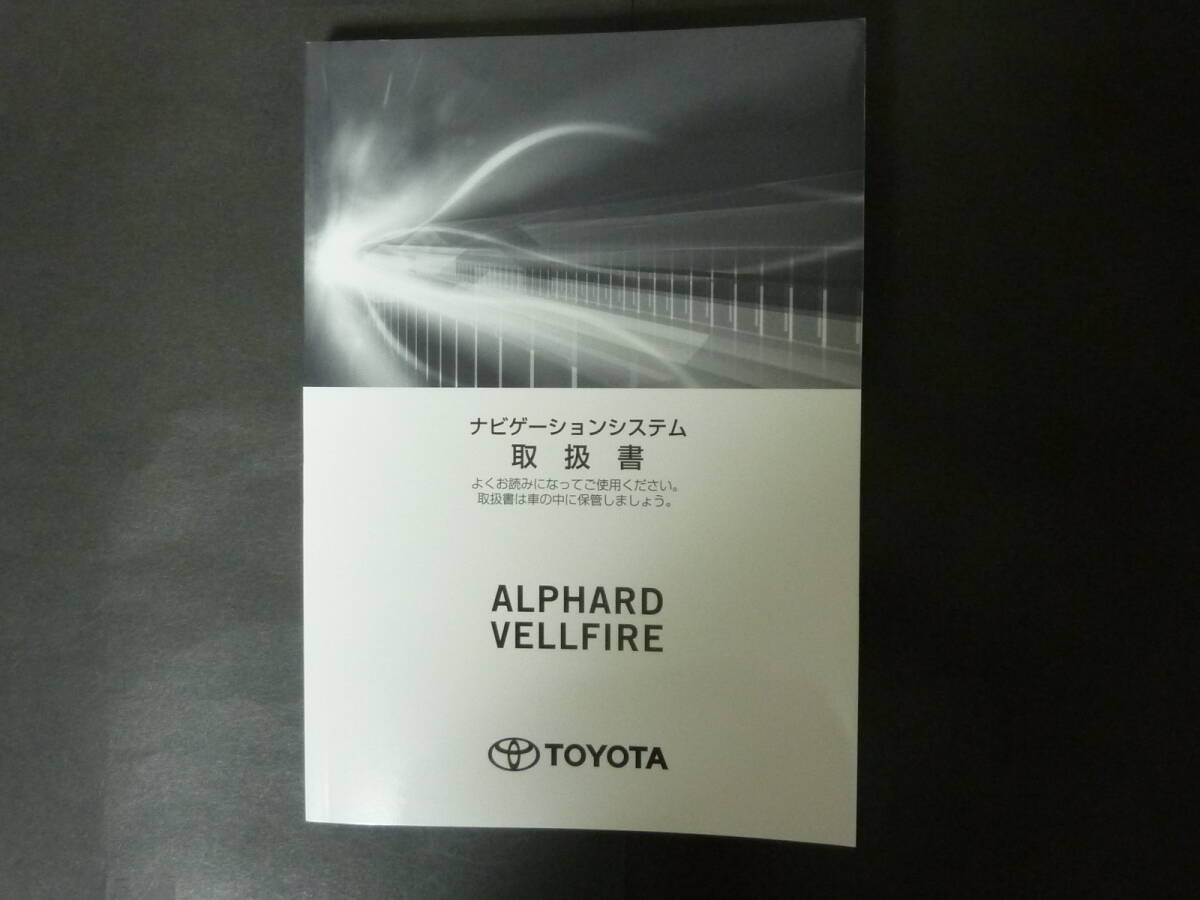 ナビゲーションシステム
取扱書
よくお読みになってご使用ください。
取扱書は車の中に保管しましょう。
ALPHARD
VELLFIRE
TOYOTA